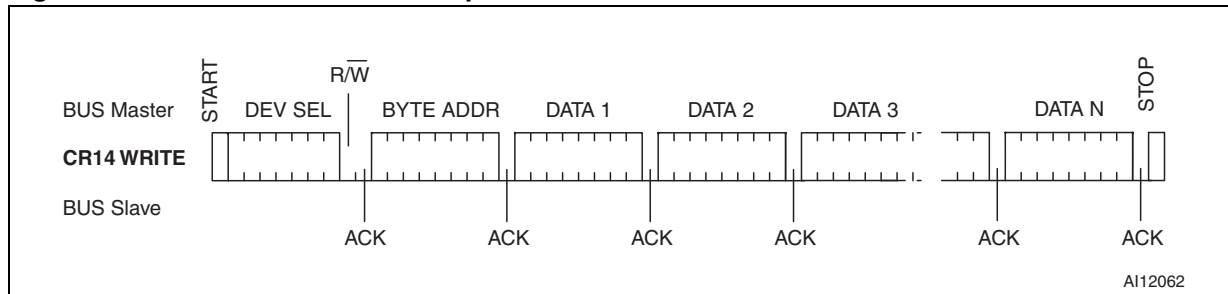 R/W
START
STOP
BUS Master
DEV SEL
BYTE ADDR
DATA 1
DATA 2
DATA 3
DATA N
CR14 WRITE
BUS Slave
ACK
ACK
ACK
ACK
ACK
ACK
AI12062